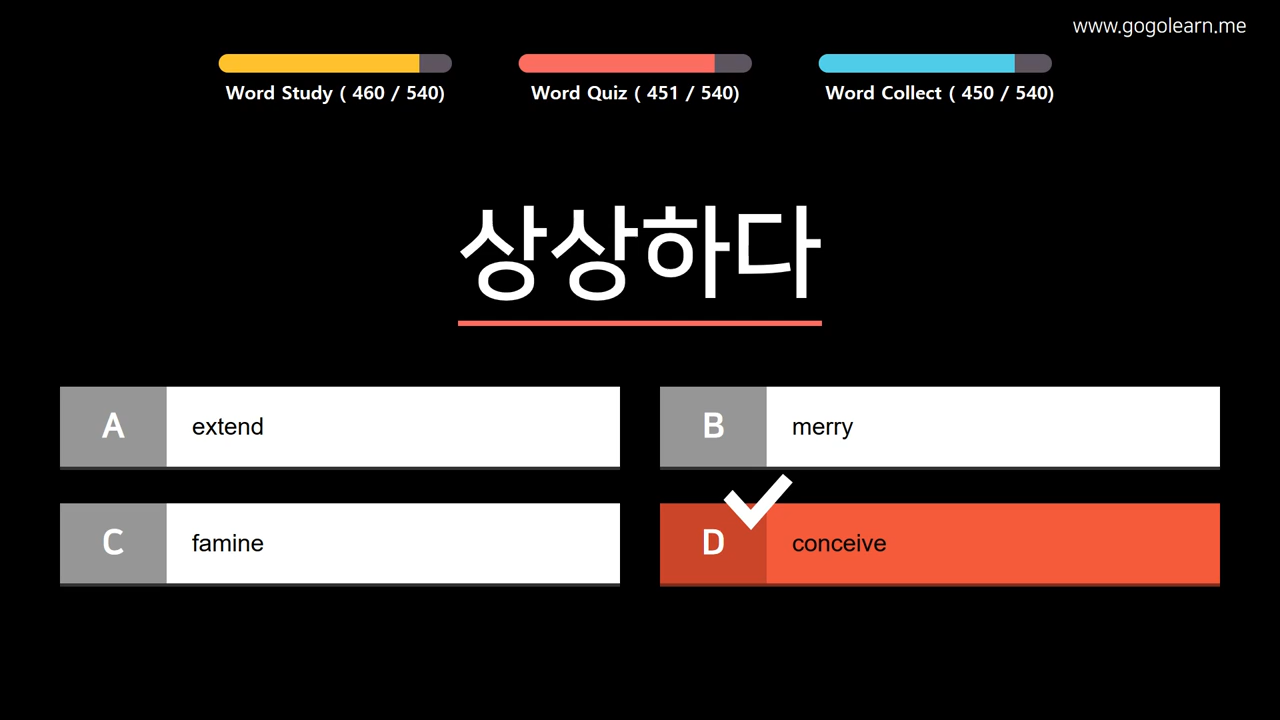 www.gogolearn.me
Word Study ( 460 / 540)
Word Quiz ( 451 / 540)
Word Collect ( 450 / 540)
상상하다
A extend
B merry
C famine
D conceive